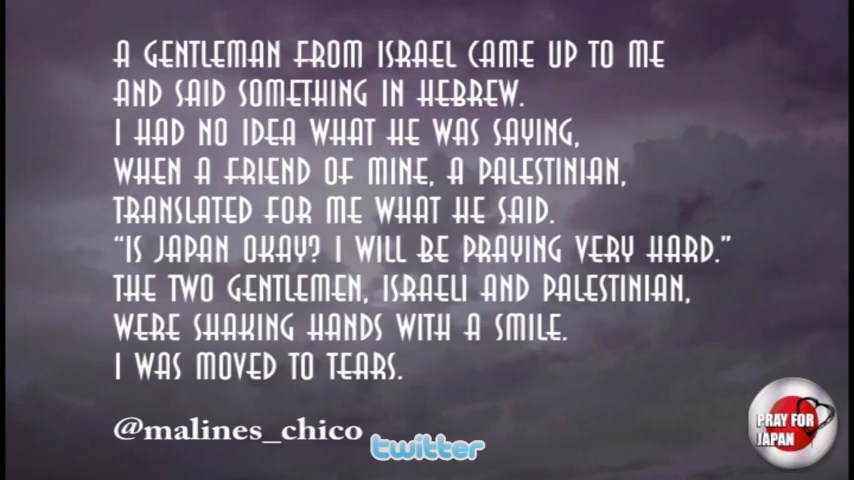 A GENTLEMAN FROM ISRAEL CAME UP TO ME
AND SAID SOMETHING IN HEBREW.
I HAD NO IDEA WHAT HE WAS SAYING,
WHEN A FRIEND OF MINE, A PALESTINIAN,
TRANSLATED FOR ME WHAT HE SAID.
“IS JAPAN OKAY? I WILL BE PRAYING VERY HARD.”
THE TWO GENTLEMEN, ISRAELI AND PALESTINIAN,
WERE SHAKING HANDS WITH A SMILE.
I WAS MOVED TO TEARS.
@malines_chico twitter
PRAY FOR
JAPAN